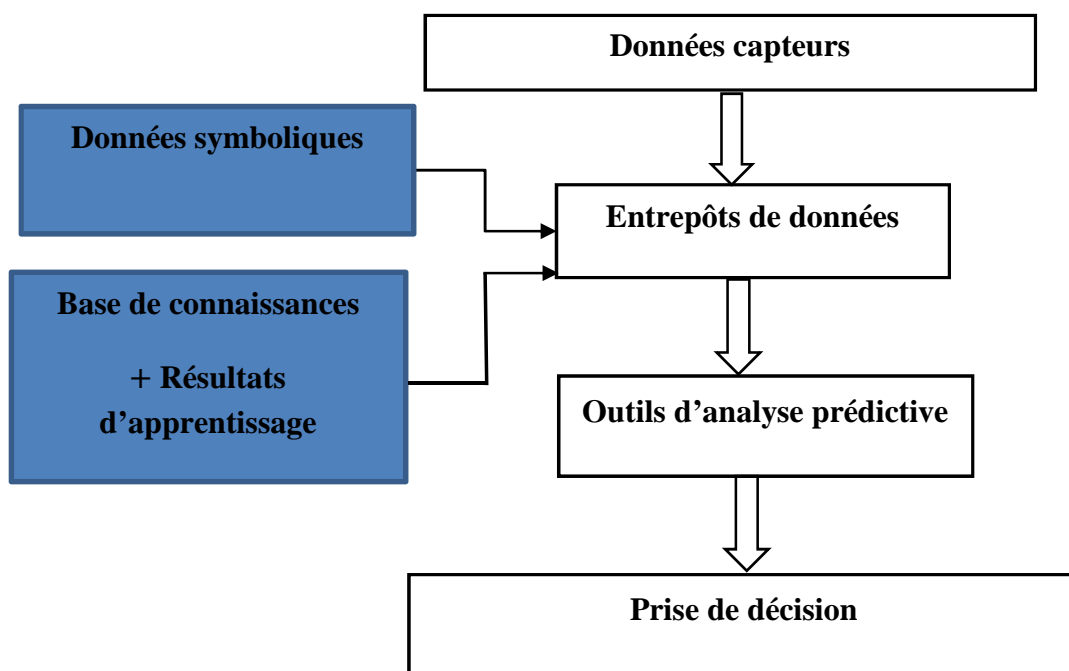 Données capteurs
Données symboliques
Entrepôts de données
Base de connaissances
+ Résultats
d’apprentissage
Outils d’analyse prédictive
Prise de décision